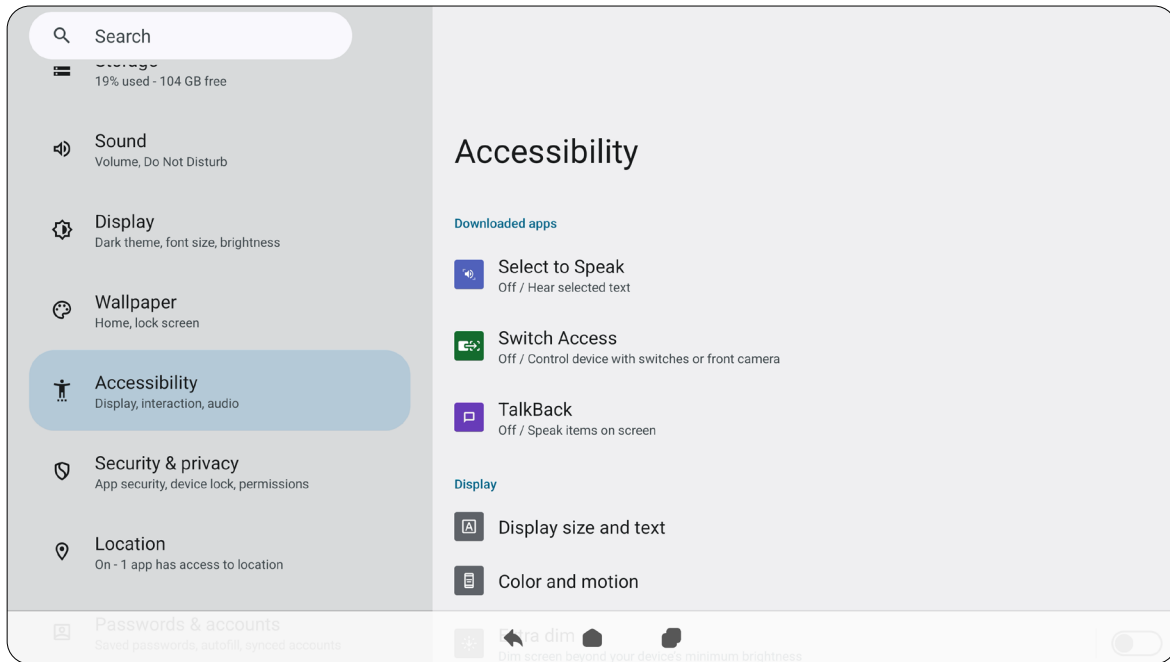 Search
Storage
19% used - 104 GB free
Sound
Volume, Do Not Disturb
Display
Dark theme, font size, brightness
Wallpaper
Home, lock screen
Accessibility
Display, interaction, audio
Security & privacy
App security, device lock, permissions
Location
On - 1 app has access to location
Passwords & accounts
Saved passwords, autofill, synced accounts
Accessibility
Downloaded apps
Select to Speak
Off / Hear selected text
Switch Access
Off / Control device with switches or front camera
TalkBack
Off / Speak items on screen
Display
Display size and text
Color and motion
Extra dim
Dim screen beyond your device's minimum brightness